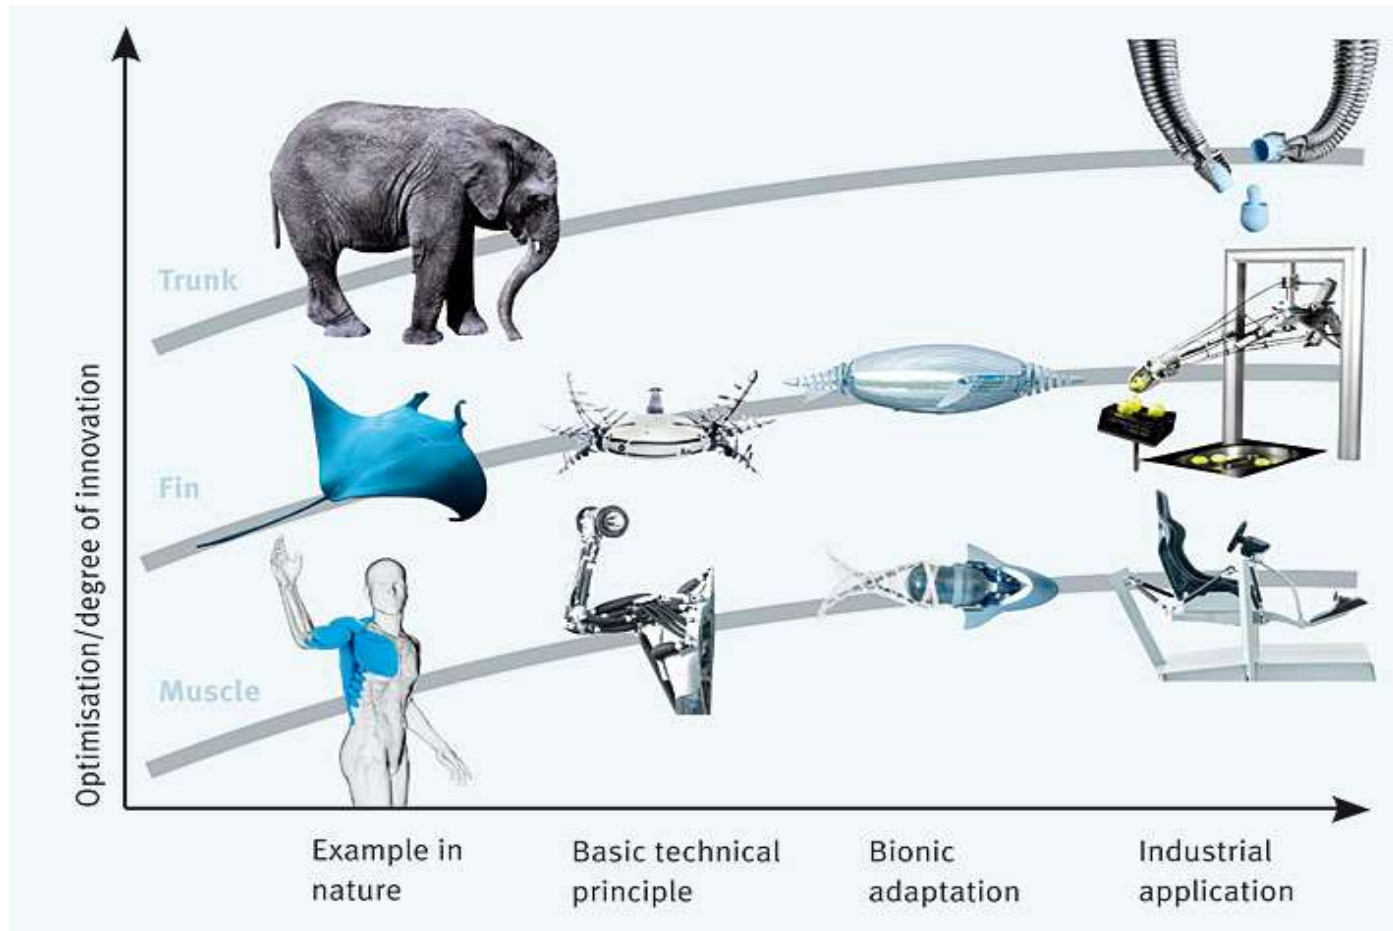 Trunk
Fin
Muscle
Optimisation/degree of innovation
Example in
nature
Basic technical
principle
Bionic
adaptation
Industrial
application